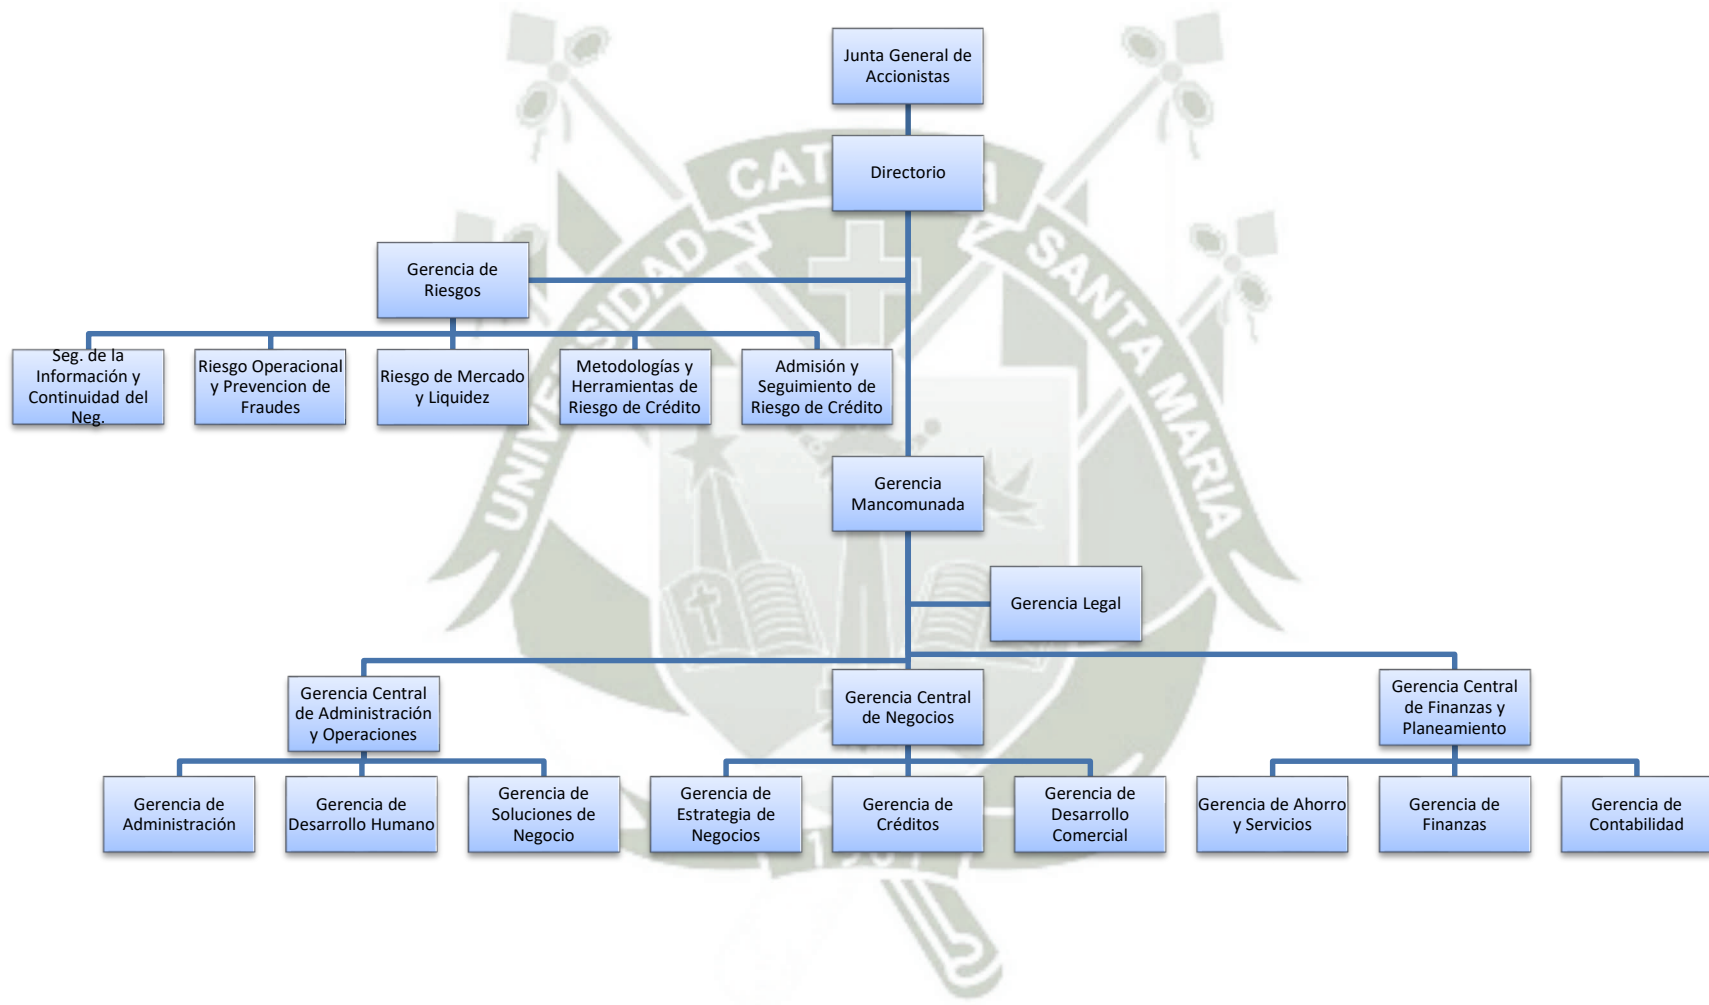 Junta General de
Accionistas
Directorio
Gerencia de
Riesgos
Seg. de la
Información y
Continuidad del
Neg.
Riesgo Operacional
y Prevencion de
Fraudes
Riesgo de Mercado
y Liquidez
Metodologías y
Herramientas de
Riesgo de Crédito
Admisión y
Seguimiento de
Riesgo de Crédito
Gerencia
Mancomunada
Gerencia Legal
Gerencia Central
de Administración
y Operaciones
Gerencia Central
de Negocios
Gerencia Central
de Finanzas y
Planeamiento
Gerencia de
Administración
Gerencia de
Desarrollo Humano
Gerencia de
Soluciones de
Negocio
Gerencia de
Estrategia de
Negocios
Gerencia de
Créditos
Gerencia de
Desarrollo
Comercial
Gerencia de Ahorro
y Servicios
Gerencia de
Finanzas
Gerencia de
Contabilidad
UNIVERSIDAD
SANTA MARIA